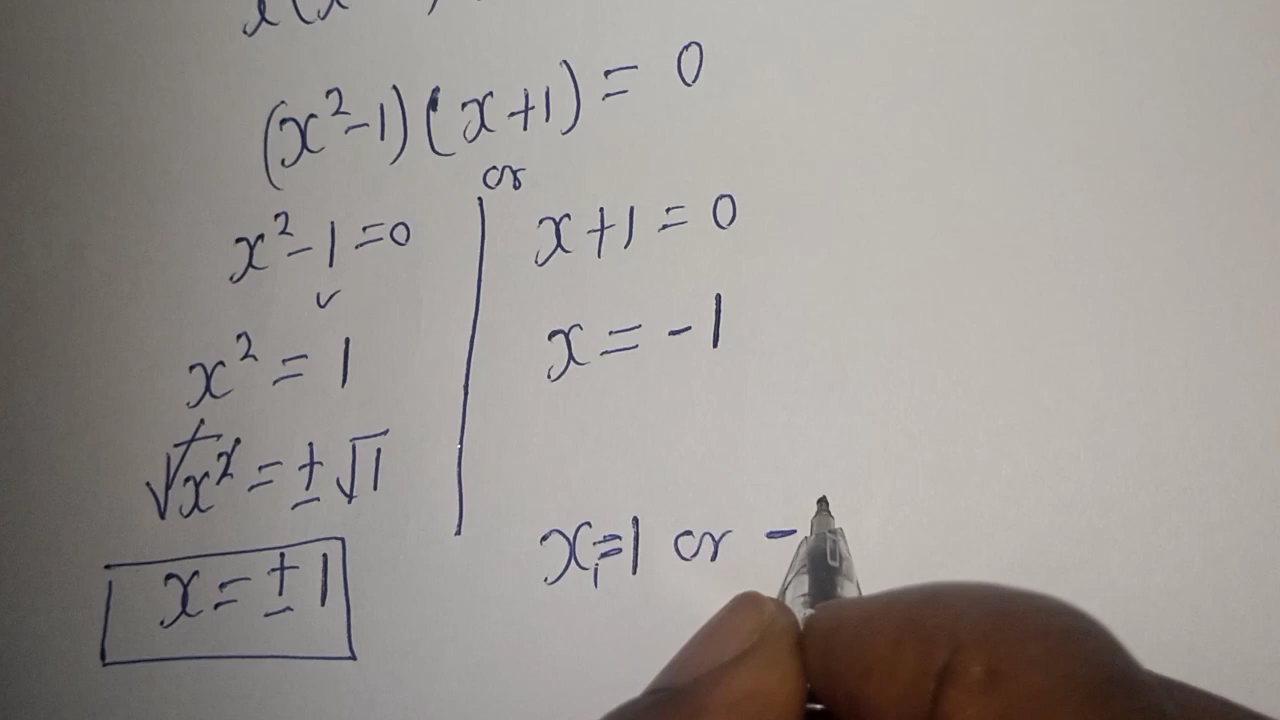 (x²-1)(x+1) = 0
or
x²-1=0
x² = 1
√x² = ±√1
x = ±1
x+1=0
x = -1
x₁=1 or -